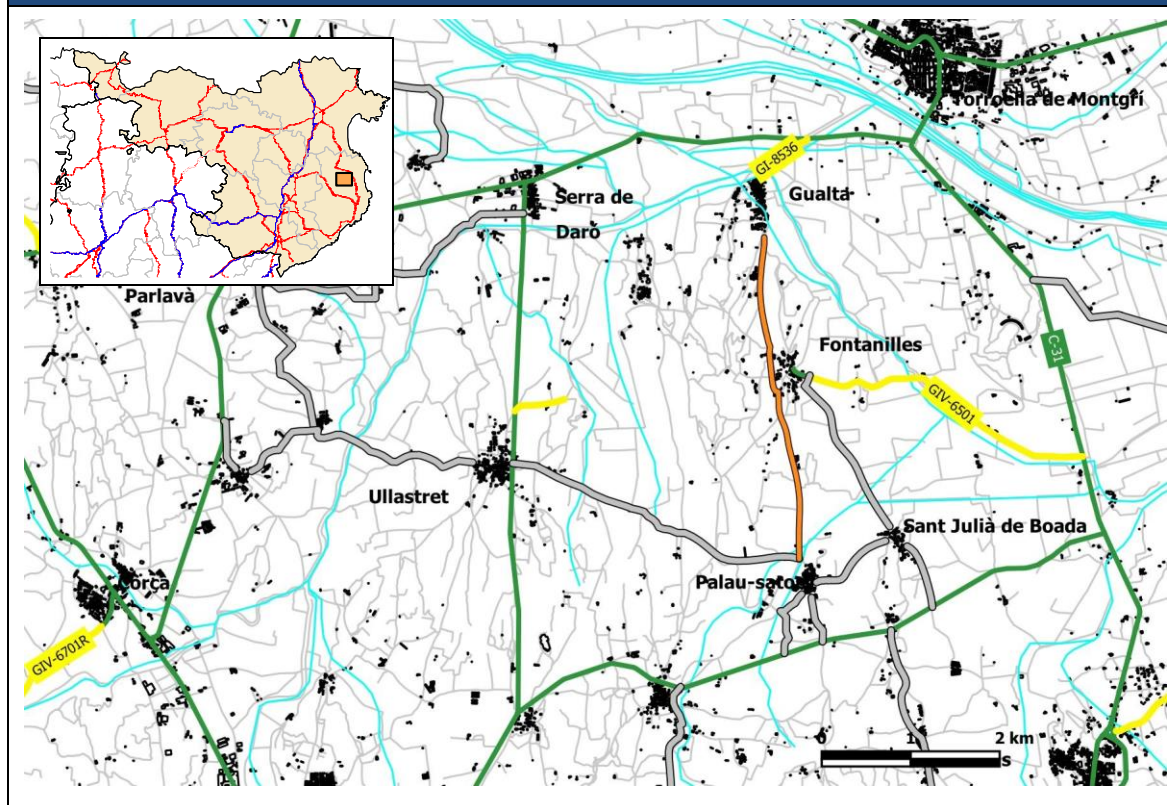 Torroella de Montgrí
GI-8536
Serra de
Daró
Gualta
Parlavà
C-31
Fontanilles
GIV-6501
Ullastret
Sant Julià de Boada
Corçà
Palau-sator
GIV-6701R
0 1 2 km
s